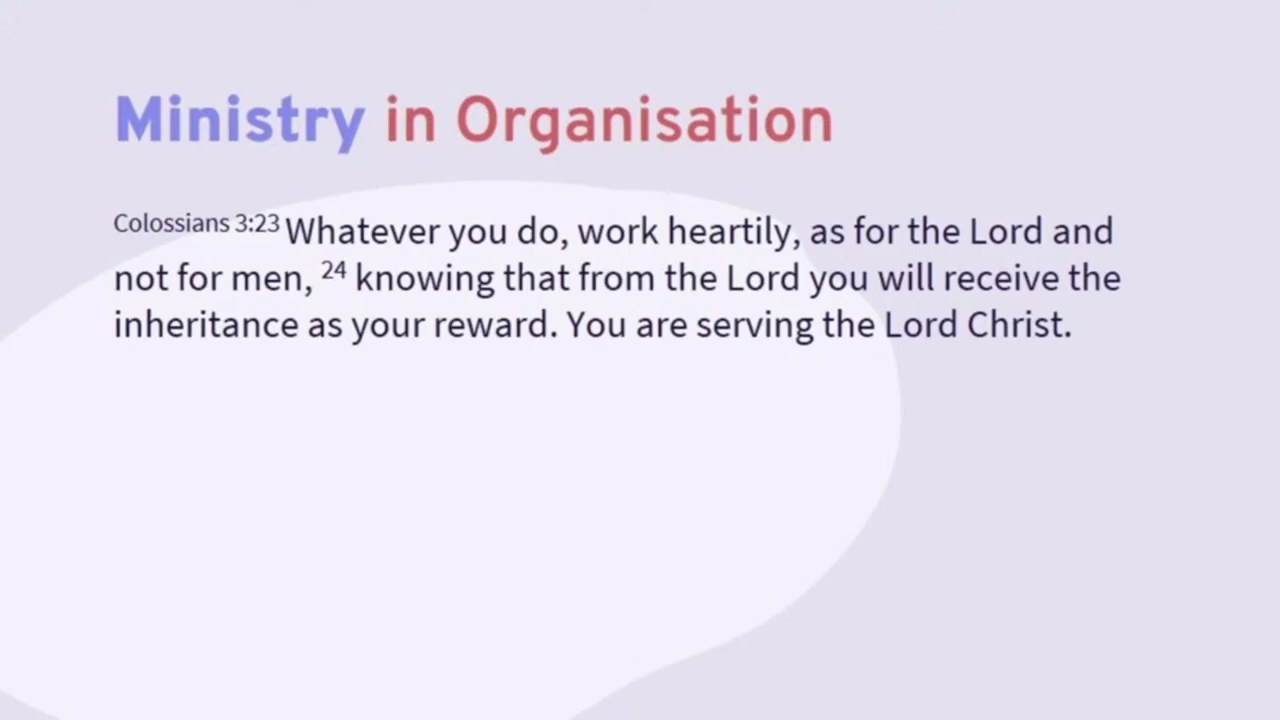 Ministry in Organisation
Colossians 3:23 Whatever you do, work heartily, as for the Lord and
not for men, 24 knowing that from the Lord you will receive the
inheritance as your reward. You are serving the Lord Christ.